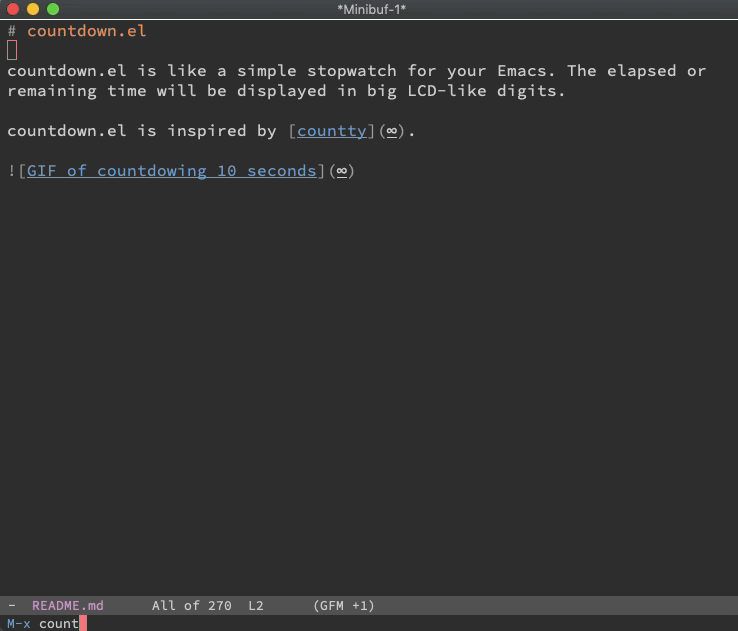 *Minibuf-1*
# countdown.el
countdown.el is like a simple stopwatch for your Emacs. The elapsed or
remaining time will be displayed in big LCD-like digits.
countdown.el is inspired by [countty](∞).
![GIF of countdowing 10 seconds](∞)
- README.md All of 270 L2 (GFM +1)
M-x count